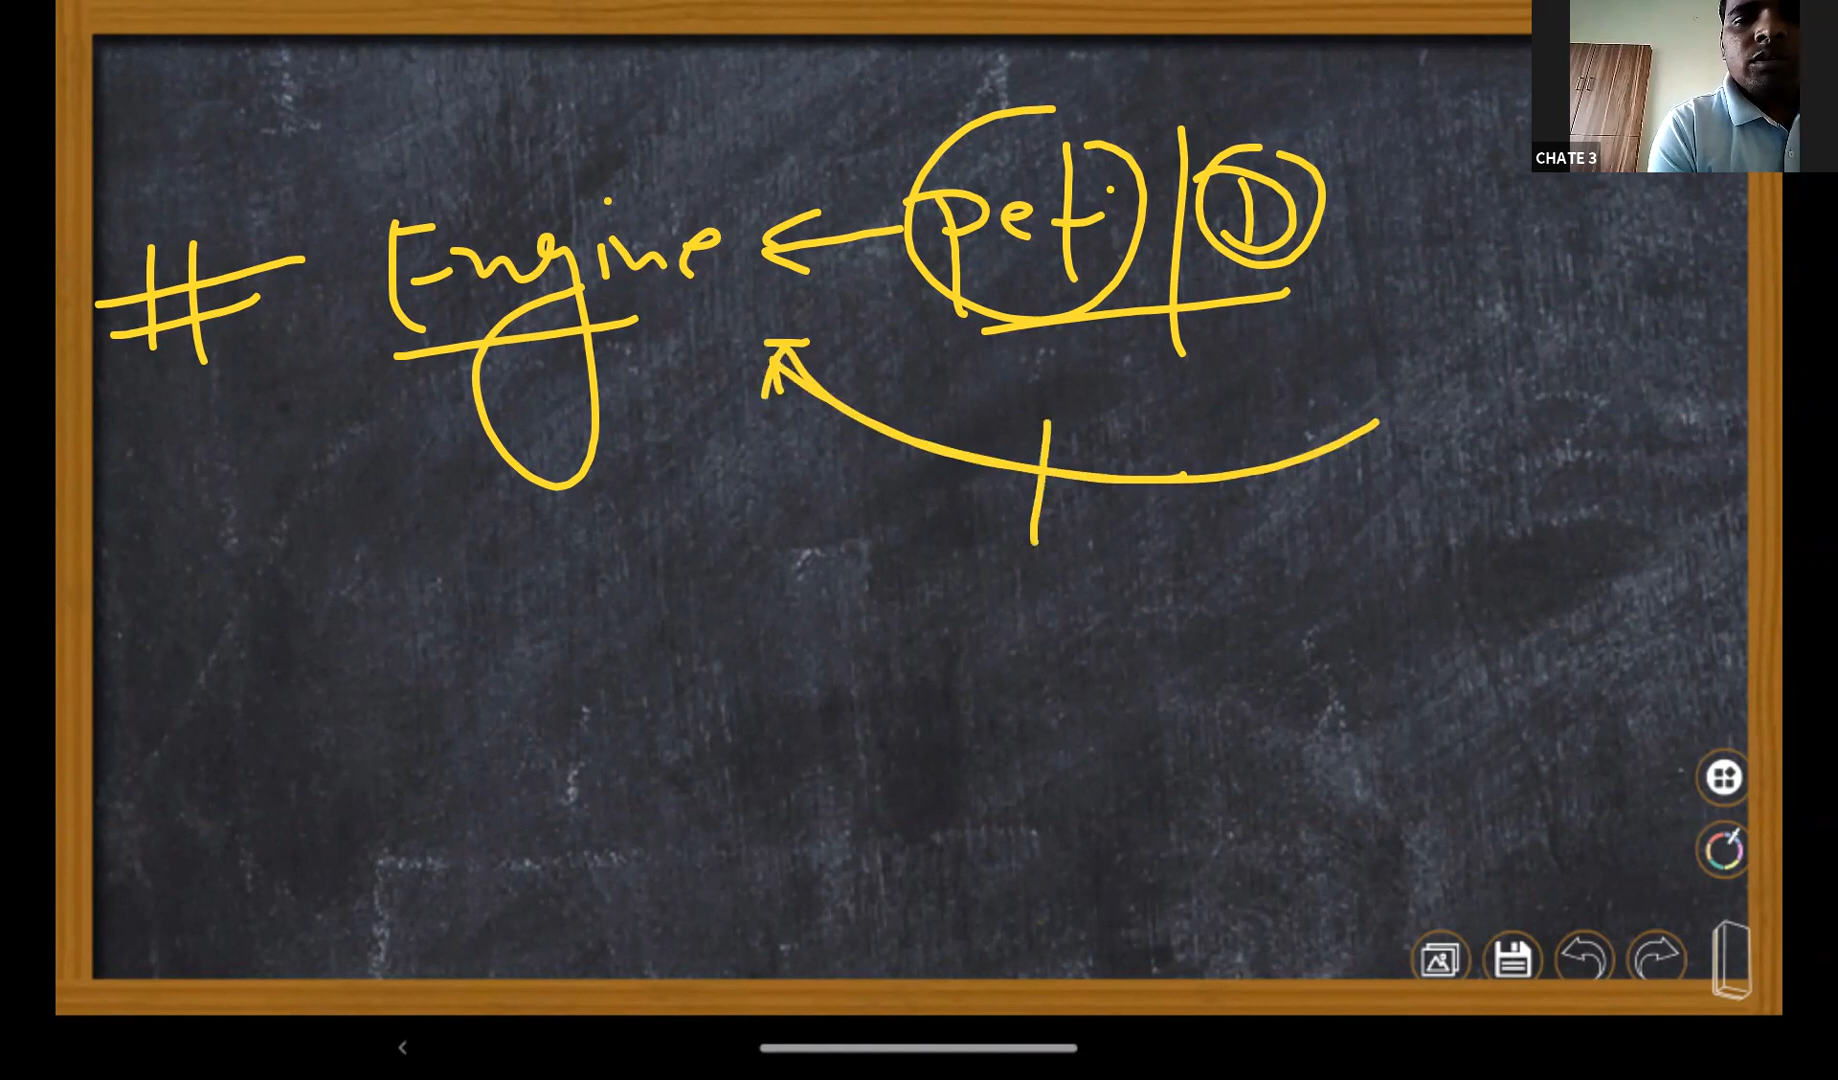 CHATE 3
# Engine ← pet. | D